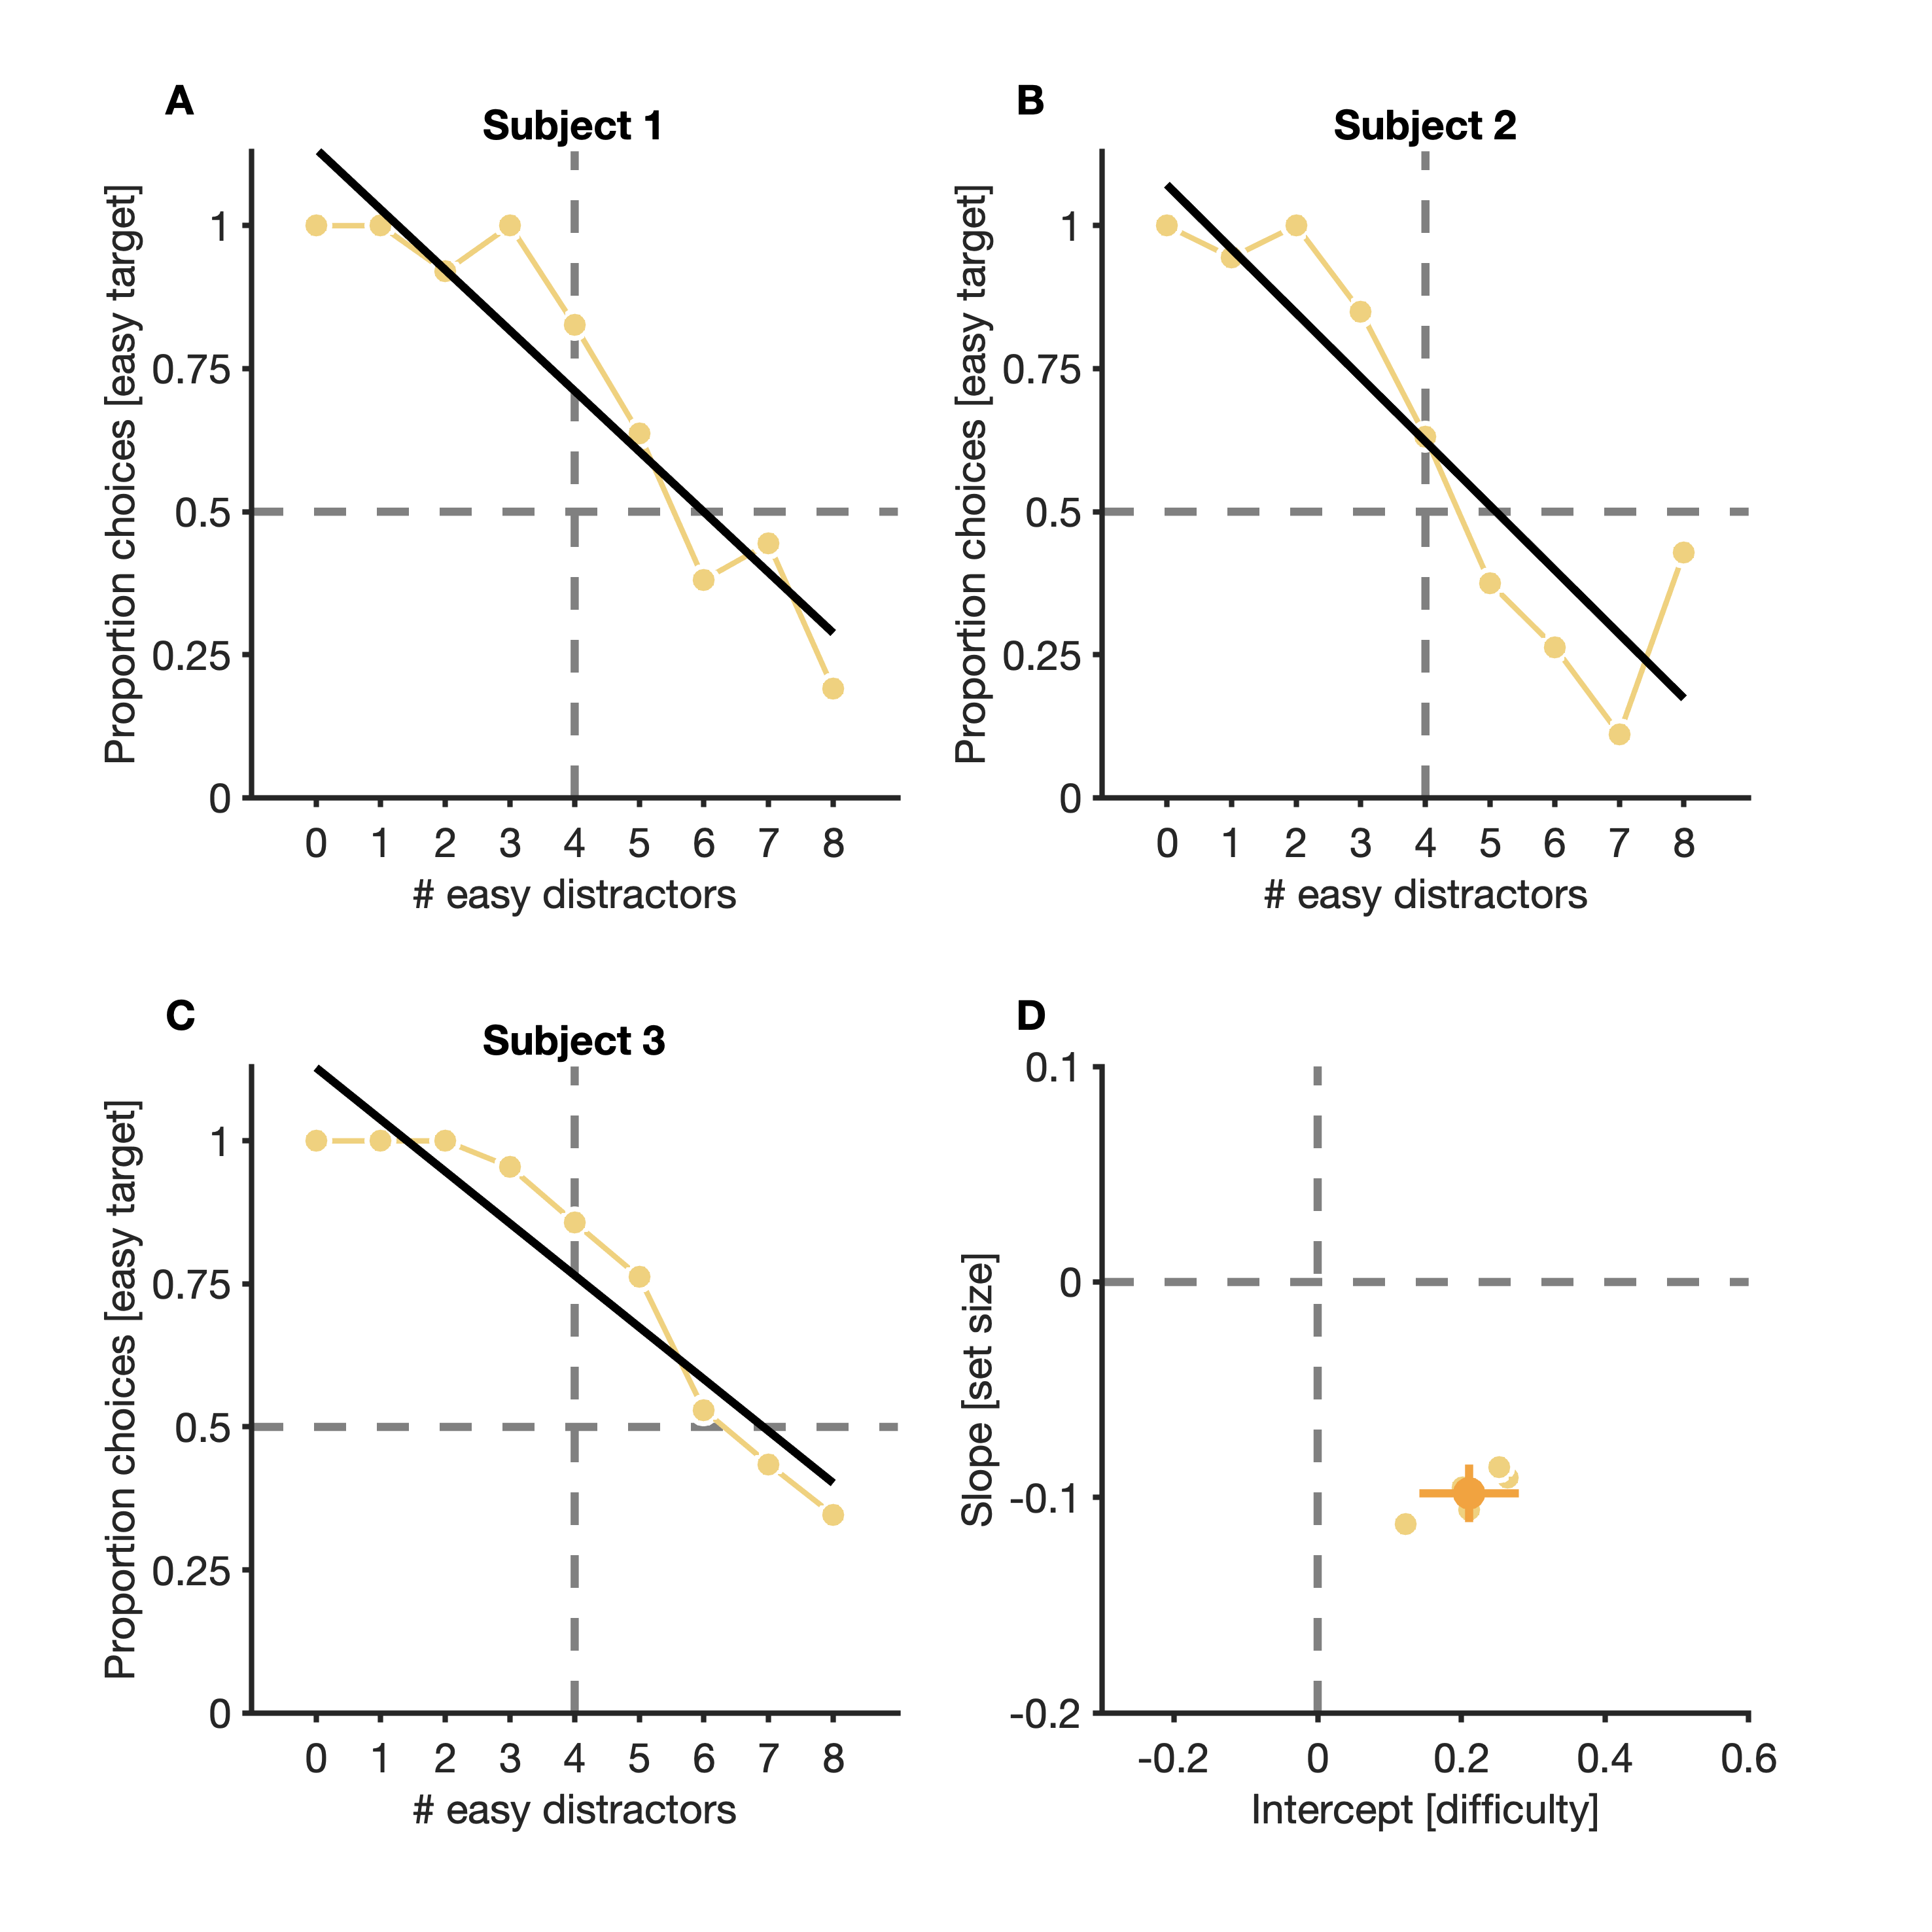 A
Subject 1
Proportion choices [easy target]
1
0.75
0.5
0.25
0
0 1 2 3 4 5 6 7 8
# easy distractors
B
Subject 2
Proportion choices [easy target]
1
0.75
0.5
0.25
0
0 1 2 3 4 5 6 7 8
# easy distractors
C
Subject 3
Proportion choices [easy target]
1
0.75
0.5
0.25
0
0 1 2 3 4 5 6 7 8
# easy distractors
D
Slope [set size]
0.1
0
-0.1
-0.2
-0.2 0 0.2 0.4 0.6
Intercept [difficulty]